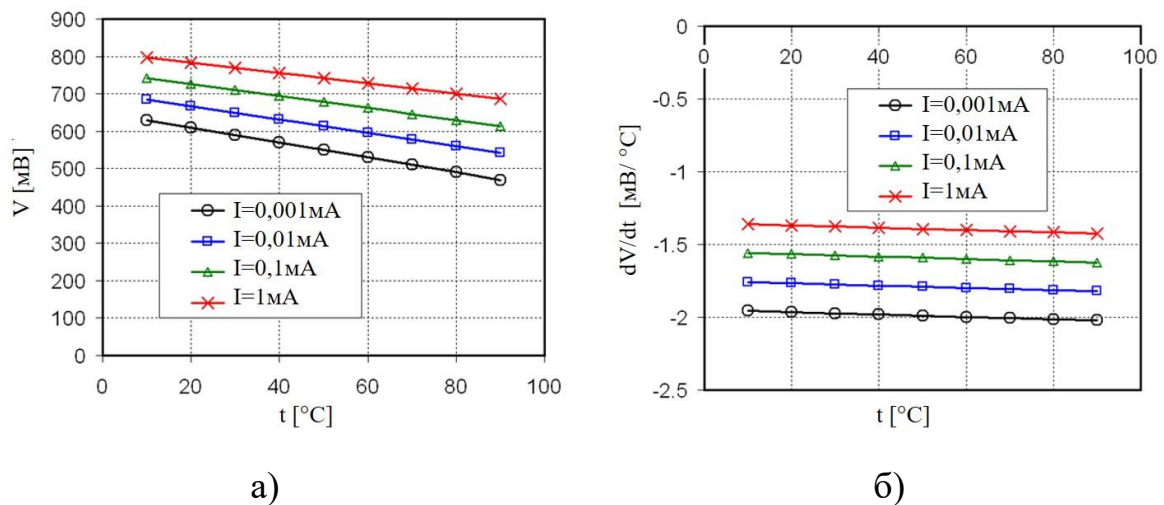 900
800
700
600
500
400
300
200
100
0
V [мВ]
0 20 40 60 80 100
t [°C]
I=0,001мА
I=0,01мА
I=0,1мА
I=1мА
а)
0
-0.5
-1
-1.5
-2
-2.5
dV/dt [мВ/ °C]
0 20 40 60 80 100
t [°C]
I=0,001мА
I=0,01мА
I=0,1мА
I=1мА
б)